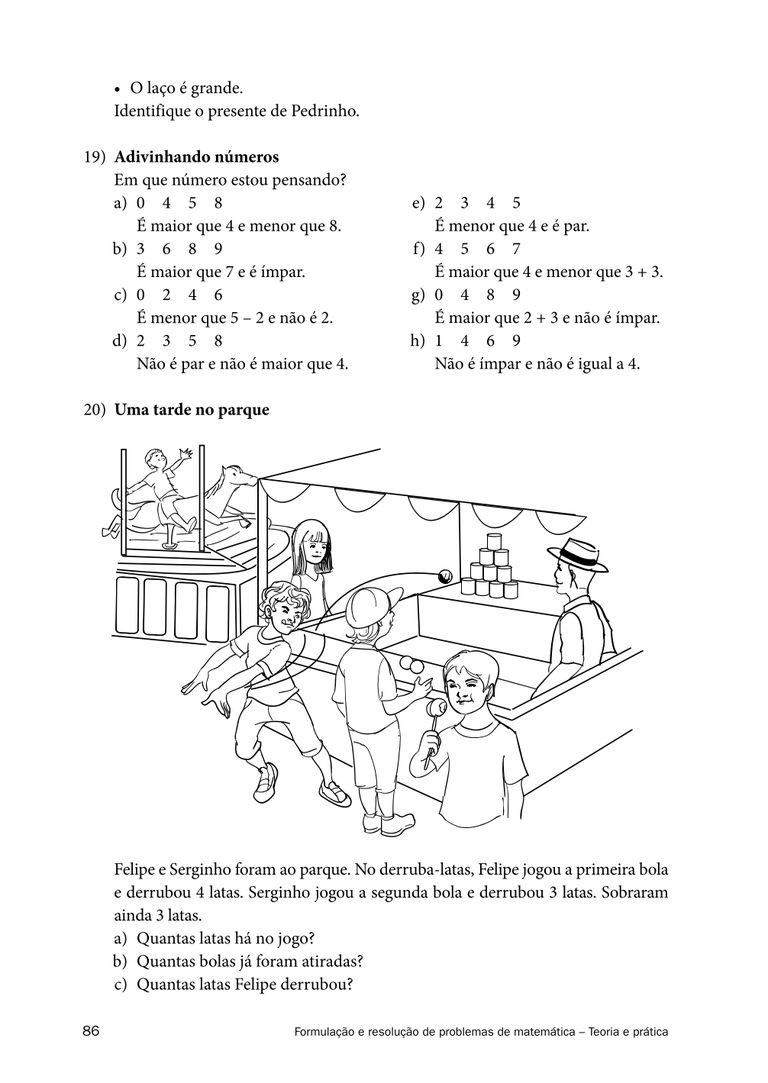 • O laço é grande.
Identifique o presente de Pedrinho.
19) Adivinhando números
Em que número estou pensando?
a) 0 4 5 8
É maior que 4 e menor que 8.
b) 3 6 8 9
É maior que 7 e é ímpar.
c) 0 2 4 6
É menor que 5 – 2 e não é 2.
d) 2 3 5 8
Não é par e não é maior que 4.
e) 2 3 4 5
É menor que 4 e é par.
f) 4 5 6 7
É maior que 4 e menor que 3 + 3.
g) 0 4 8 9
É maior que 2 + 3 e não é ímpar.
h) 1 4 6 9
Não é ímpar e não é igual a 4.
20) Uma tarde no parque
Felipe e Serginho foram ao parque. No derruba-latas, Felipe jogou a primeira bola
e derrubou 4 latas. Serginho jogou a segunda bola e derrubou 3 latas. Sobraram
ainda 3 latas.
a) Quantas latas há no jogo?
b) Quantas bolas já foram atiradas?
c) Quantas latas Felipe derrubou?
86 Formulação e resolução de problemas de matemática – Teoria e prática